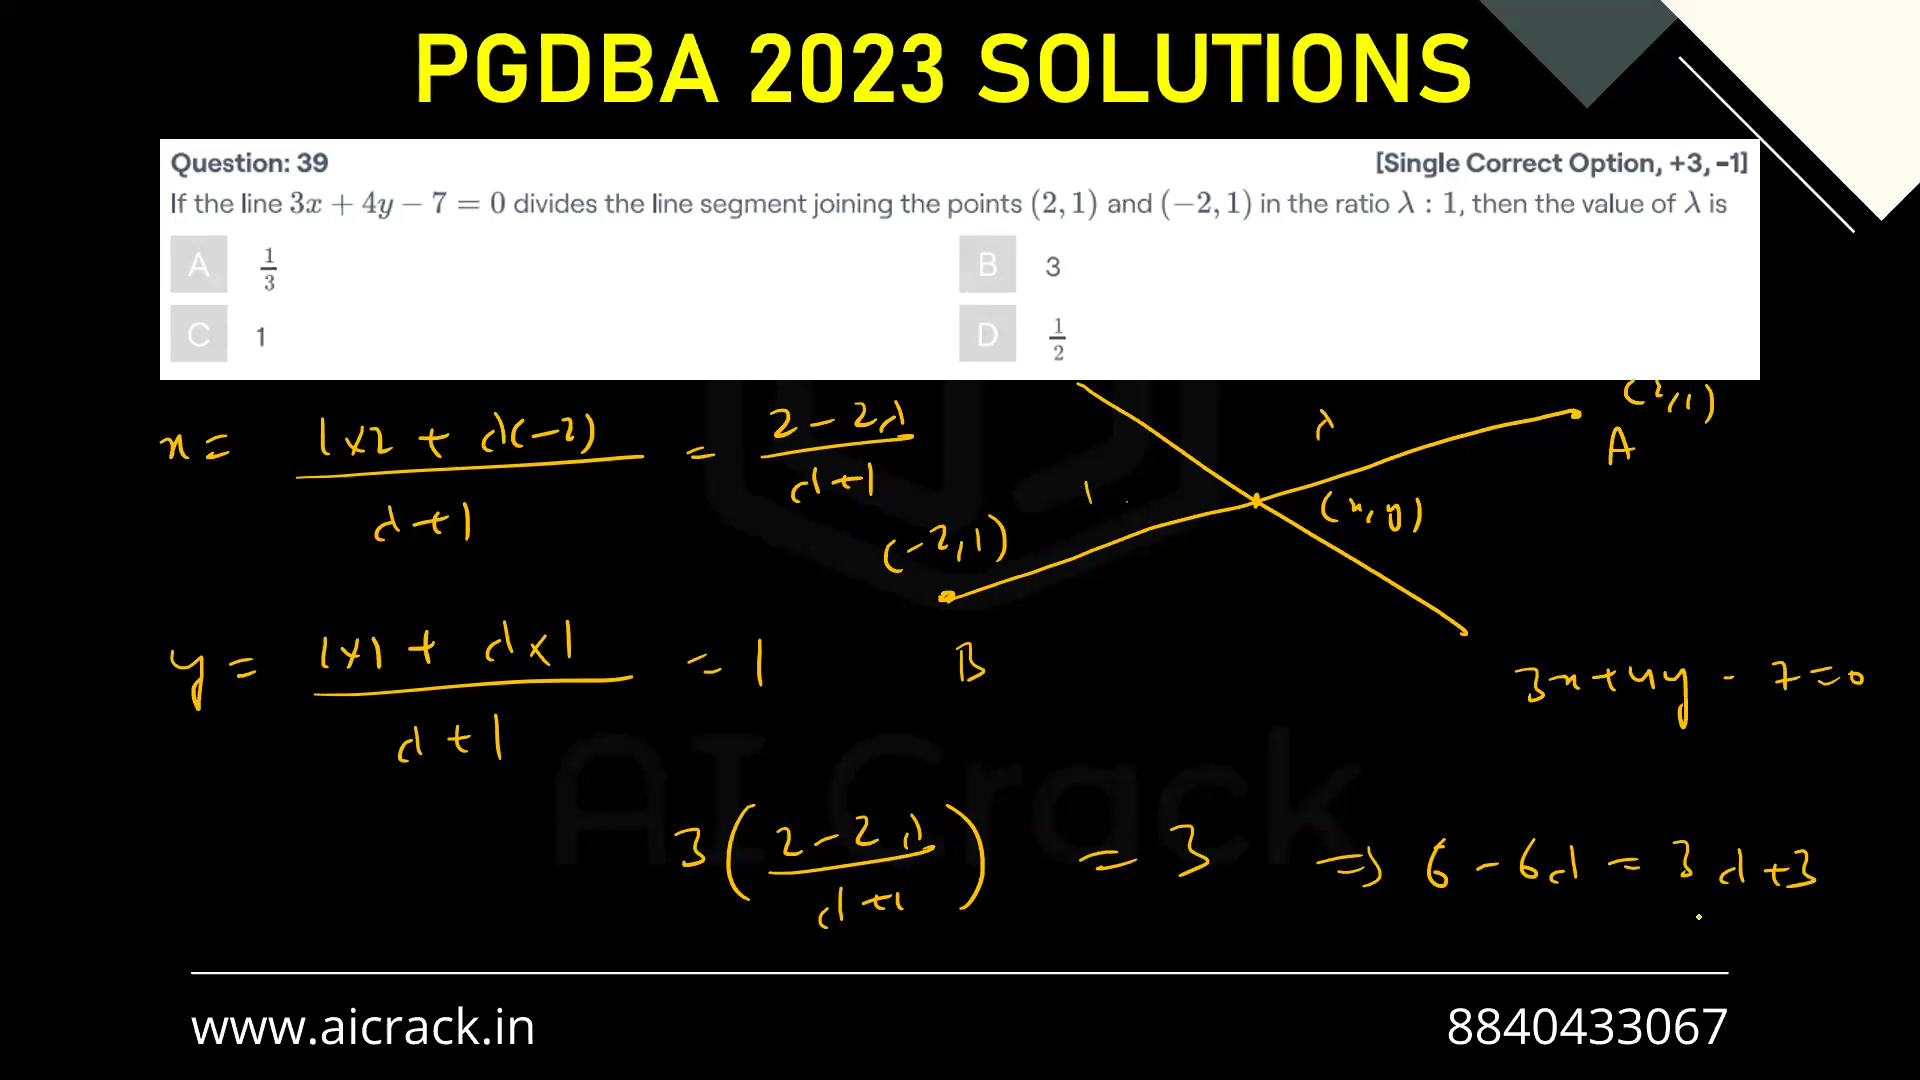 PGDBA 2023 SOLUTIONS
Question: 39 [Single Correct Option, +3, −1]
If the line 3x + 4y − 7 = 0 divides the line segment joining the points (2, 1) and (−2, 1) in the ratio λ : 1, then the value of λ is
A 1/3 B 3
C 1 D 1/2
x = (1×2 + λ(−2))/(λ+1) = (2−2λ)/(λ+1)
λ (2,1)
A
1 (x,y)
(−2,1)
y = (1×1 + λ×1)/(λ+1) = 1
B
3x+4y − 7=0
3((2−2λ)/(λ+1)) = 3 ⇒ 6 − 6λ = 3λ+3
AI Crack
www.aicrack.in 8840433067